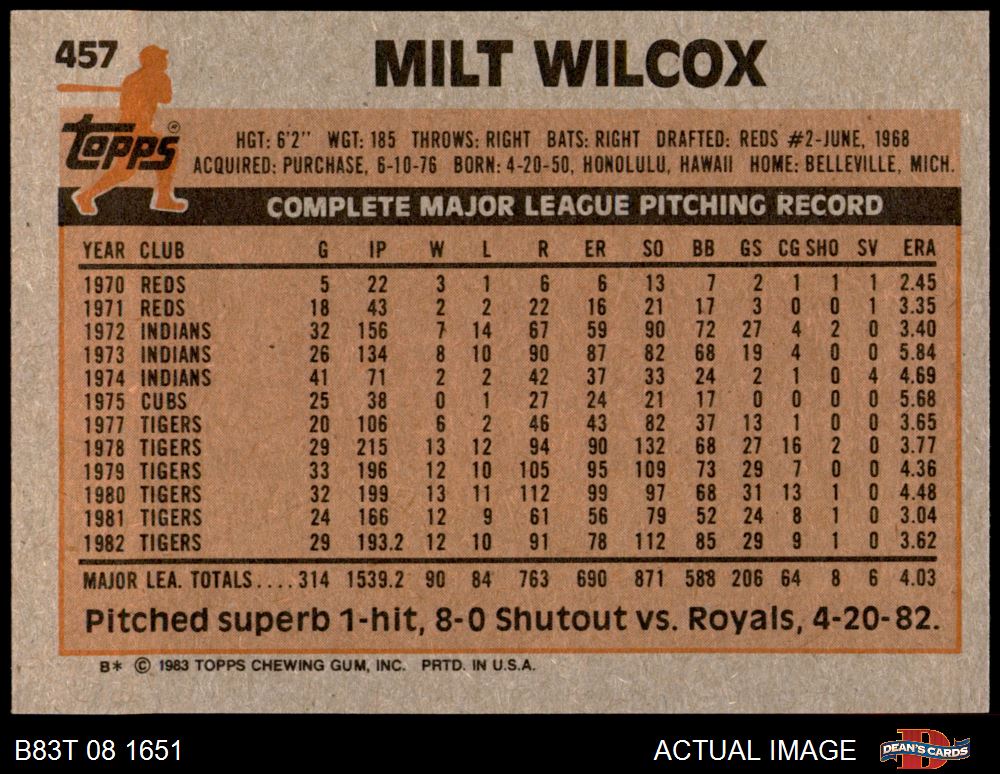 457
MILT WILCOX
Topps®
HGT: 6'2" WGT: 185 THROWS: RIGHT BATS: RIGHT DRAFTED: REDS #2-JUNE, 1968
ACQUIRED: PURCHASE, 6-10-76 BORN: 4-20-50, HONOLULU, HAWAII HOME: BELLEVILLE, MICH.
COMPLETE MAJOR LEAGUE PITCHING RECORD
YEAR CLUB G IP W L R ER SO BB GS CG SHO SV ERA
1970 REDS 5 22 3 1 6 6 13 7 2 1 1 1 2.45
1971 REDS 18 43 2 2 22 16 21 17 3 0 0 1 3.35
1972 INDIANS 32 156 7 14 67 59 90 72 27 4 2 0 3.40
1973 INDIANS 26 134 8 10 90 87 82 68 19 4 0 0 5.84
1974 INDIANS 41 71 2 2 42 37 33 24 2 1 0 4 4.69
1975 CUBS 25 38 0 1 27 24 21 17 0 0 0 0 5.68
1977 TIGERS 20 106 6 2 46 43 82 37 13 1 0 0 3.65
1978 TIGERS 29 215 13 12 94 90 132 68 27 16 2 0 3.77
1979 TIGERS 33 196 12 10 105 95 109 73 29 7 0 0 4.36
1980 TIGERS 32 199 13 11 112 99 97 68 31 13 1 0 4.48
1981 TIGERS 24 166 12 9 61 56 79 52 24 8 1 0 3.04
1982 TIGERS 29 193.2 12 10 91 78 112 85 29 9 1 0 3.62
MAJOR LEA. TOTALS.... 314 1539.2 90 84 763 690 871 588 206 64 8 6 4.03
Pitched superb 1-hit, 8-0 Shutout vs. Royals, 4-20-82.
B* © 1983 TOPPS CHEWING GUM, INC. PRTD. IN U.S.A.
B83T 08 1651 ACTUAL IMAGE DEAN'S CARDS